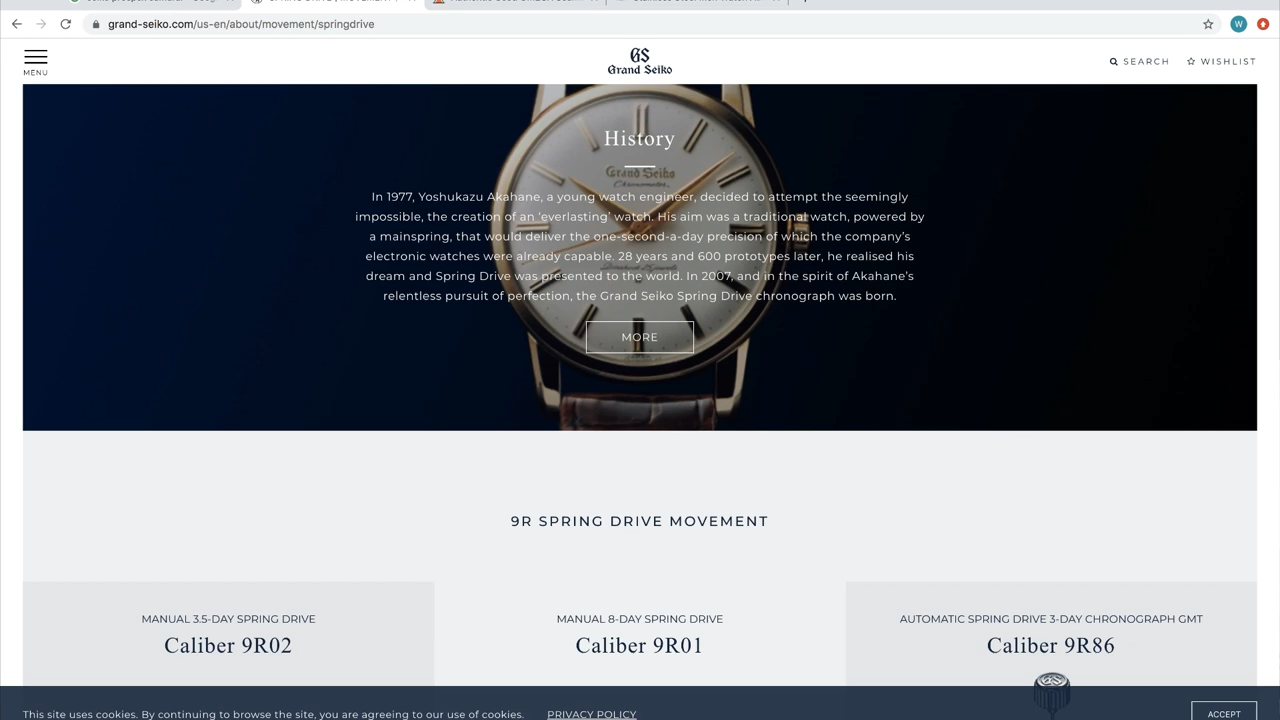 grand-seiko.com/us-en/about/movement/springdrive
W
MENU
GS
Grand Seiko
SEARCH
WISHLIST
History
Grand Seiko
Chronometer
In 1977, Yoshukazu Akahane, a young watch engineer, decided to attempt the seemingly
impossible, the creation of an ‘everlasting’ watch. His aim was a traditional watch, powered by
a mainspring, that would deliver the one-second-a-day precision of which the company’s
electronic watches were already capable. 28 years and 600 prototypes later, he realised his
dream and Spring Drive was presented to the world. In 2007, and in the spirit of Akahane’s
relentless pursuit of perfection, the Grand Seiko Spring Drive chronograph was born.
MORE
9R SPRING DRIVE MOVEMENT
MANUAL 3.5-DAY SPRING DRIVE
Caliber 9R02
MANUAL 8-DAY SPRING DRIVE
Caliber 9R01
AUTOMATIC SPRING DRIVE 3-DAY CHRONOGRAPH GMT
Caliber 9R86
GS
This site uses cookies. By continuing to browse the site, you are agreeing to our use of cookies.
PRIVACY POLICY
ACCEPT